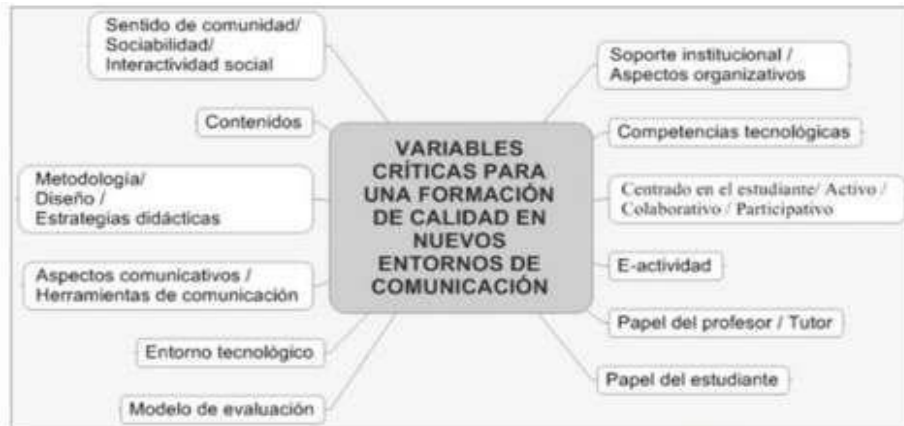 Sentido de comunidad/
Sociabilidad/
Interactividad social
Contenidos
Metodología/
Diseño /
Estrategias didácticas
Aspectos comunicativos /
Herramientas de comunicación
Entorno tecnológico
Modelo de evaluación
VARIABLES
CRÍTICAS PARA
UNA FORMACIÓN
DE CALIDAD EN
NUEVOS
ENTORNOS DE
COMUNICACIÓN
Soporte institucional /
Aspectos organizativos
Competencias tecnológicas
Centrado en el estudiante/ Activo /
Colaborativo / Participativo
E-actividad
Papel del profesor / Tutor
Papel del estudiante